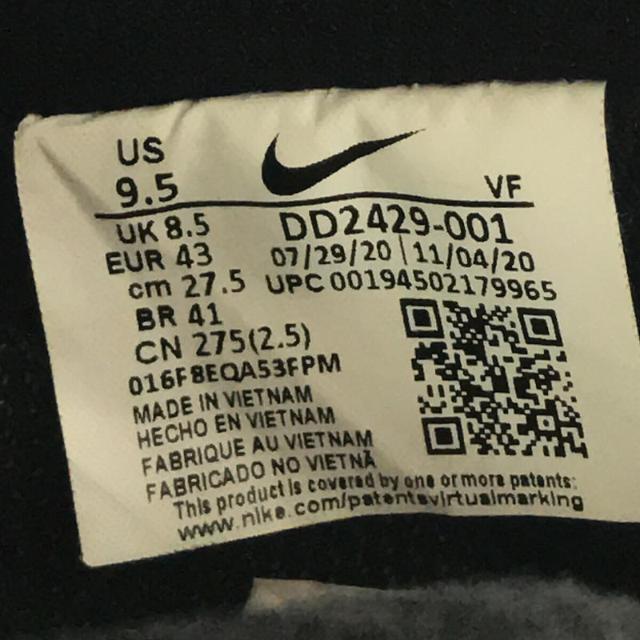 US
9.5
VF
UK 8.5
DD2429-001
EUR 43
07/29/20 | 11/04/20
cm 27.5
UPC 00194502179965
BR 41
CN 275(2.5)
016F8EQA53FPM
MADE IN VIETNAM
HECHO EN VIETNAM
FABRIQUE AU VIETNAM
FABRICADO NO VIETNÃ
This product is covered by one or more patents:
www.nike.com/patentsvirtualmarking